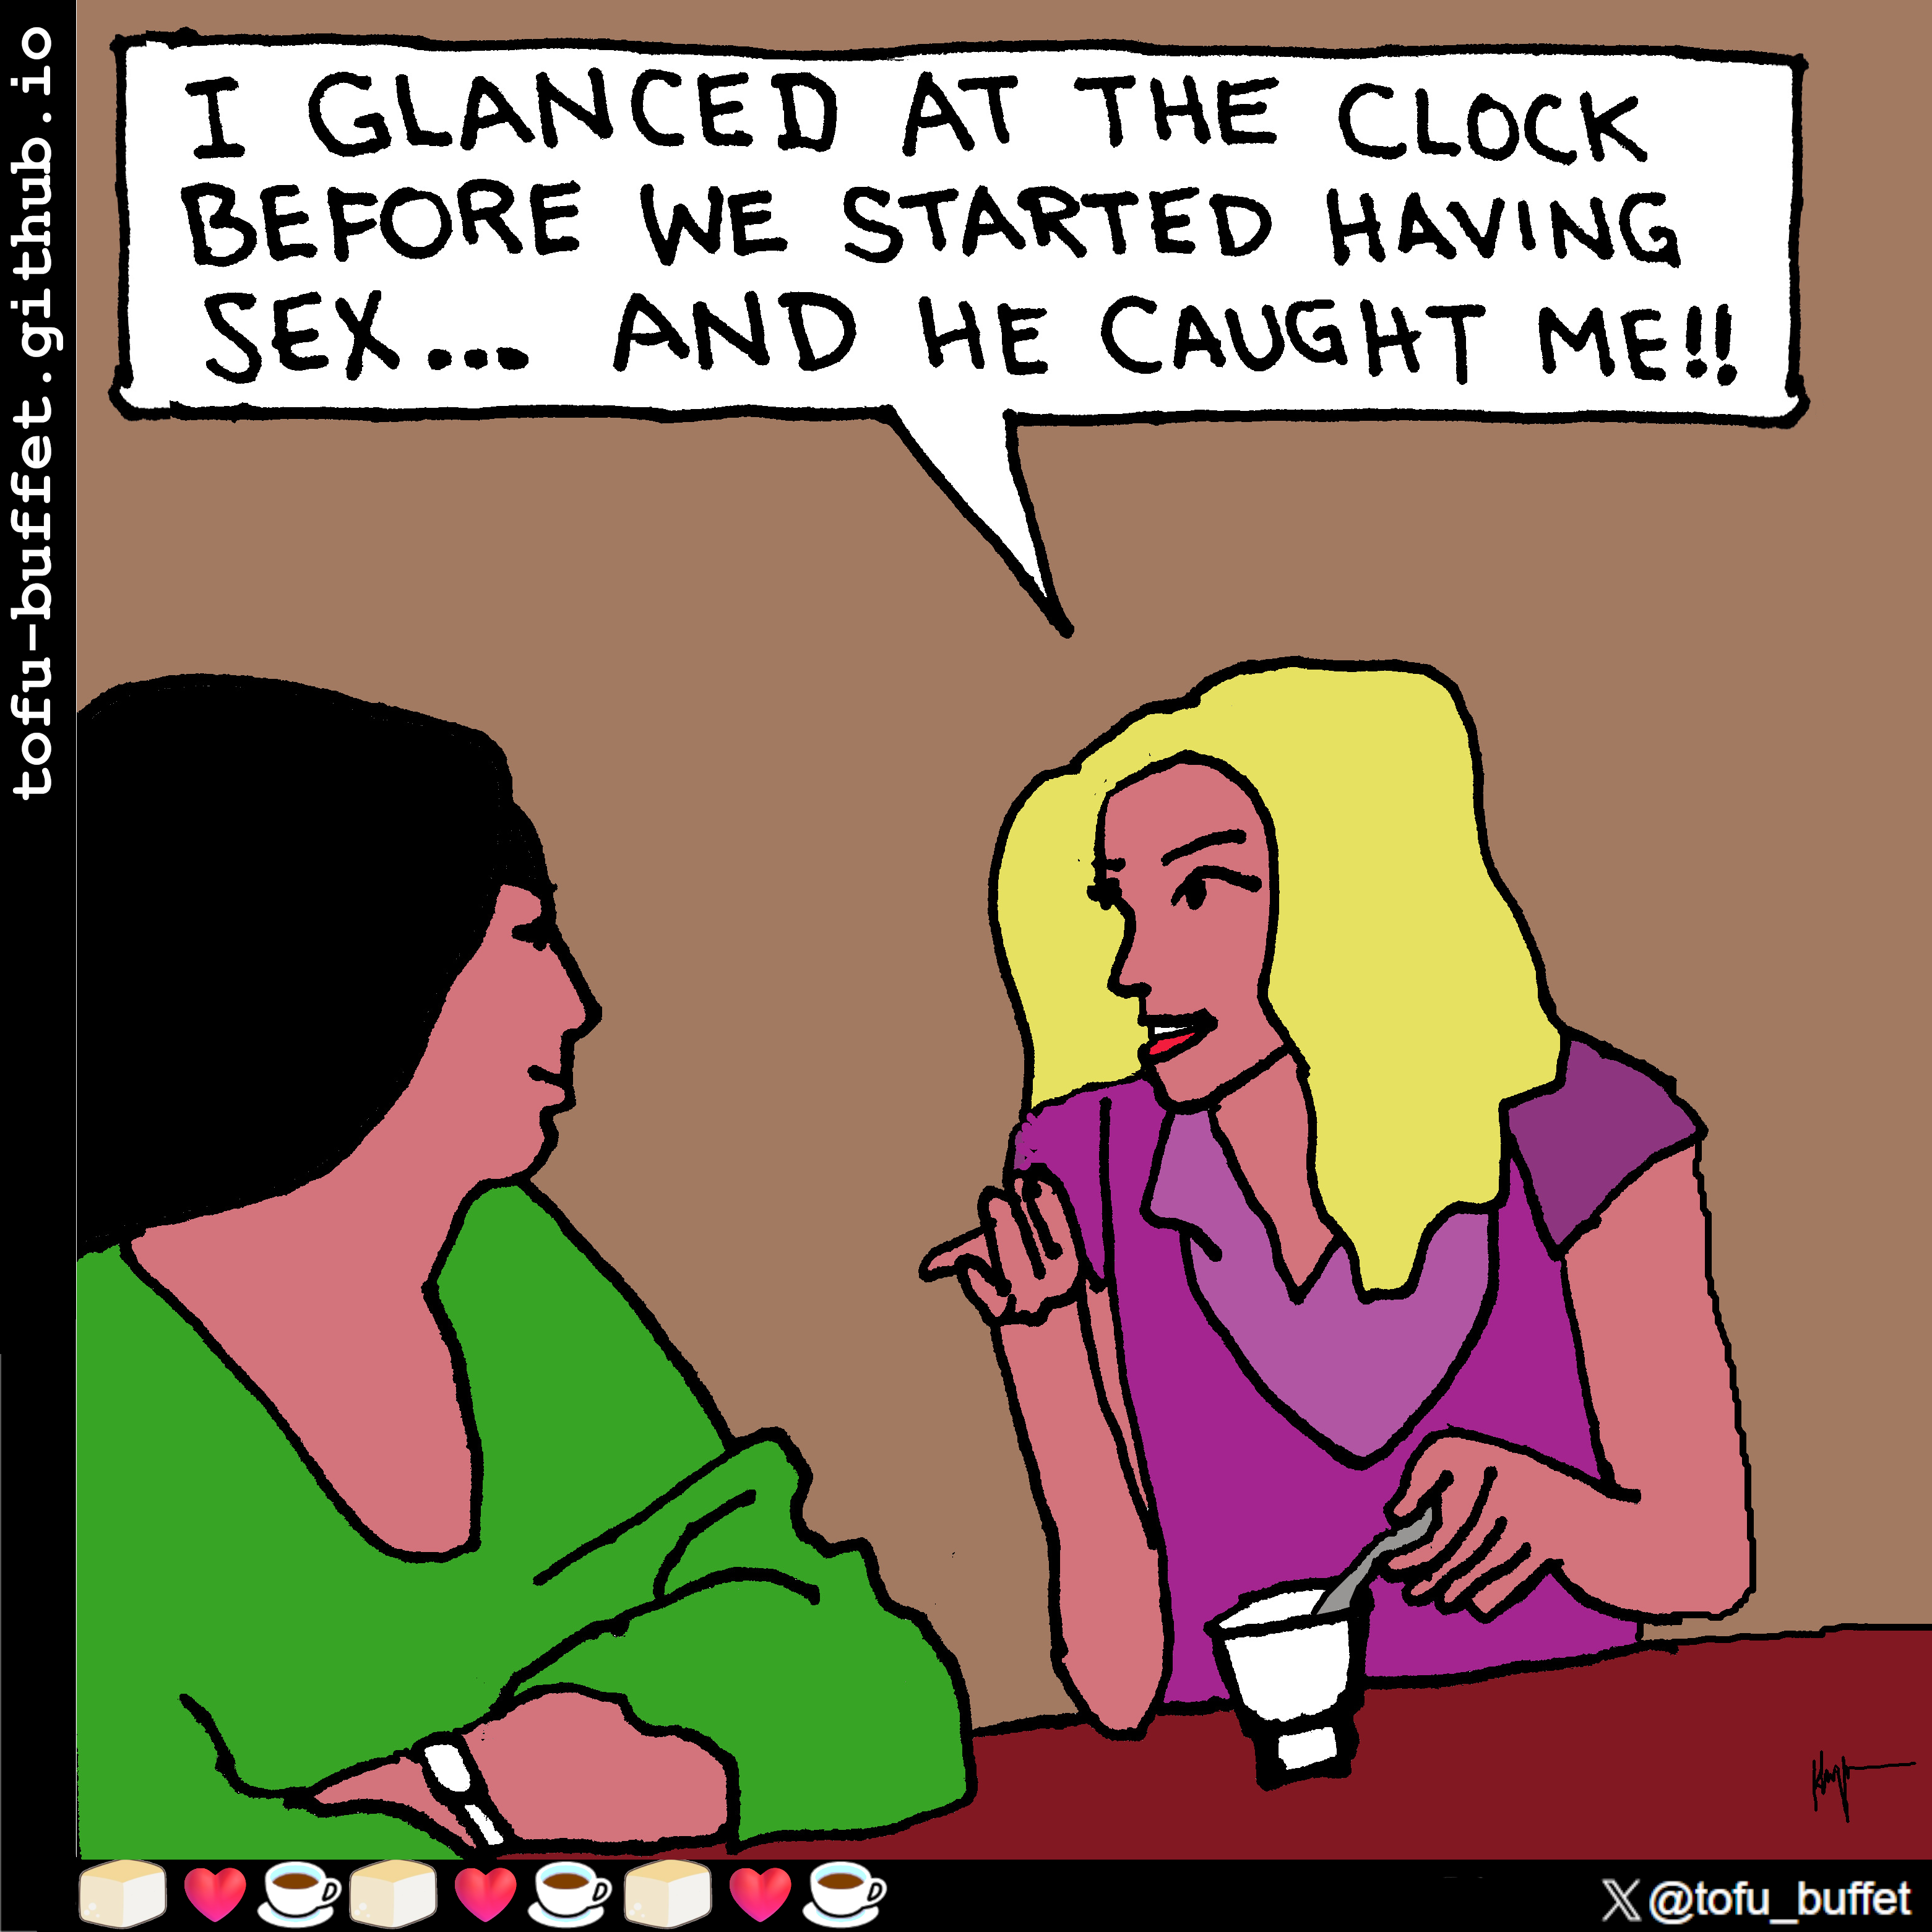 I GLANCED AT THE CLOCK
BEFORE WE STARTED HAVING
SEX... AND HE CAUGHT ME!!
tofu-buffet.github.io
𝕏 @tofu_buffet